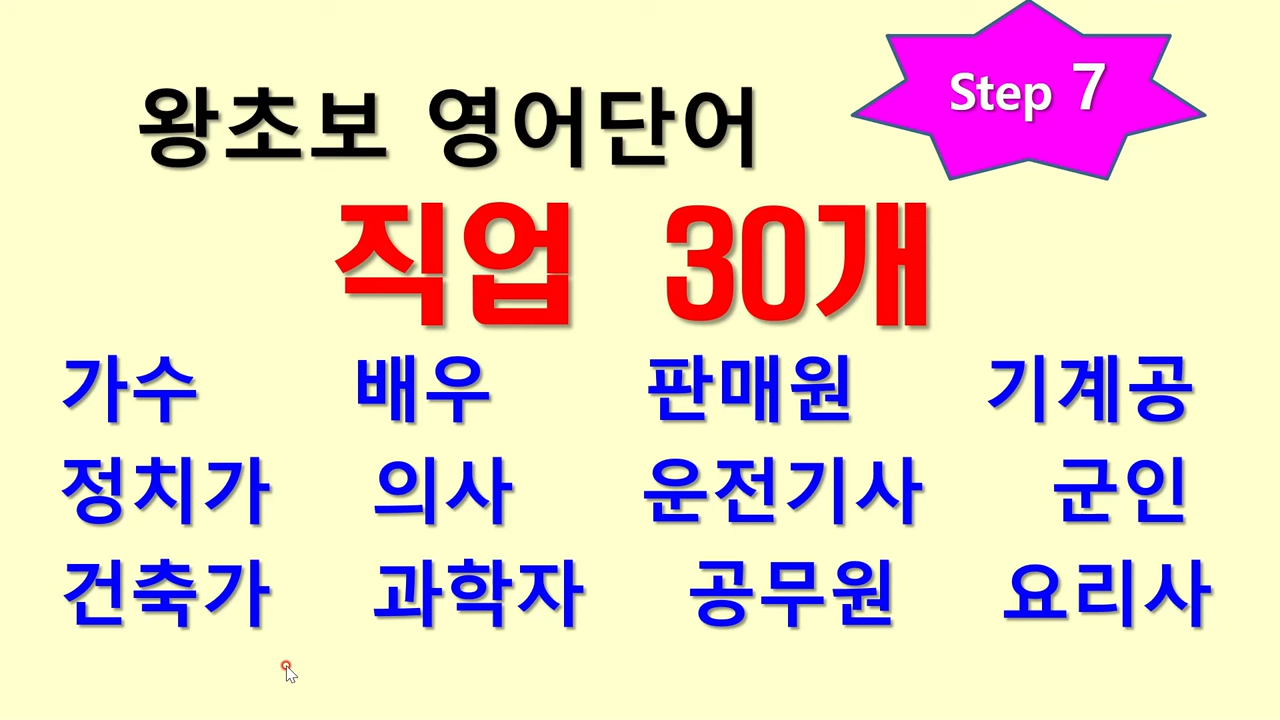 Step 7
왕초보 영어단어
직업 30개
가수 배우 판매원 기계공
정치가 의사 운전기사 군인
건축가 과학자 공무원 요리사